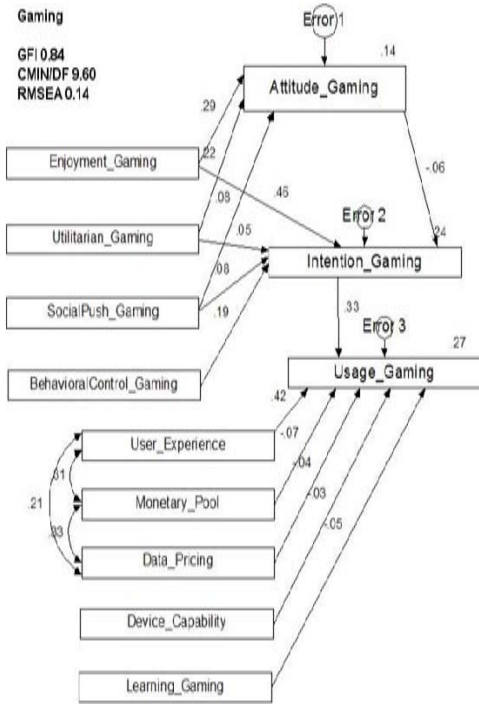 Gaming
GFI 0.84
CMIN/DF 9.60
RMSEA 0.14
Error 1
.14
Attitude_Gaming
.29
Enjoyment_Gaming
.22
-.06
.46
.08
Error 2
.24
Utilitarian_Gaming
.05
Intention_Gaming
.08
SocialPush_Gaming
.19
.33
Error 3
.27
BehavioralControl_Gaming
Usage_Gaming
.42
User_Experience
-.07
.31
-.04
.21
Monetary_Pool
-.03
.33
-.05
Data_Pricing
Device_Capability
Learning_Gaming